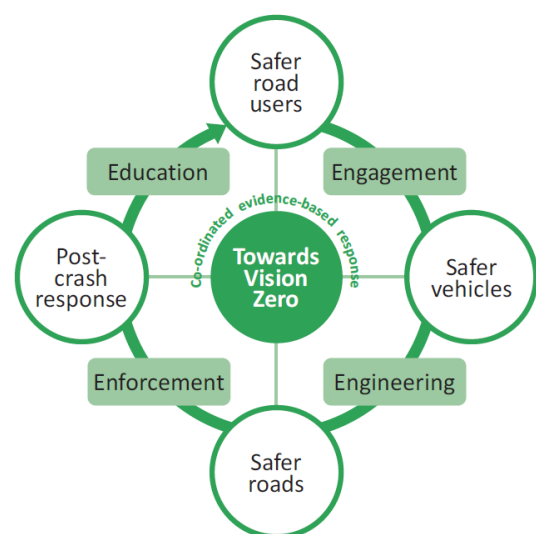 Safer
road
users
Education
Engagement
Co-ordinated evidence-based response
Post-
crash
response
Towards
Vision
Zero
Safer
vehicles
Enforcement
Engineering
Safer
roads